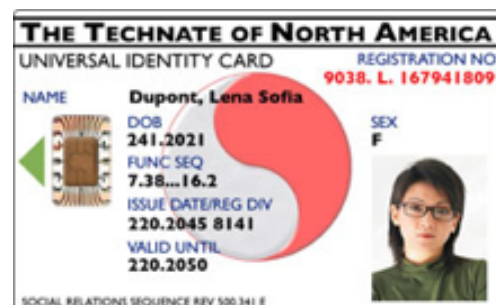 THE TECHNATE OF NORTH AMERICA
UNIVERSAL IDENTITY CARD
REGISTRATION NO
9038. L. 167941809
NAME
Dupont, Lena Sofia
DOB
241.2021
SEX
F
FUNC SEQ
7.38...16.2
ISSUE DATE/REG DIV
220.2045 8141
VALID UNTIL
220.2050
SOCIAL RELATIONS SEQUENCE REV 500.341 E